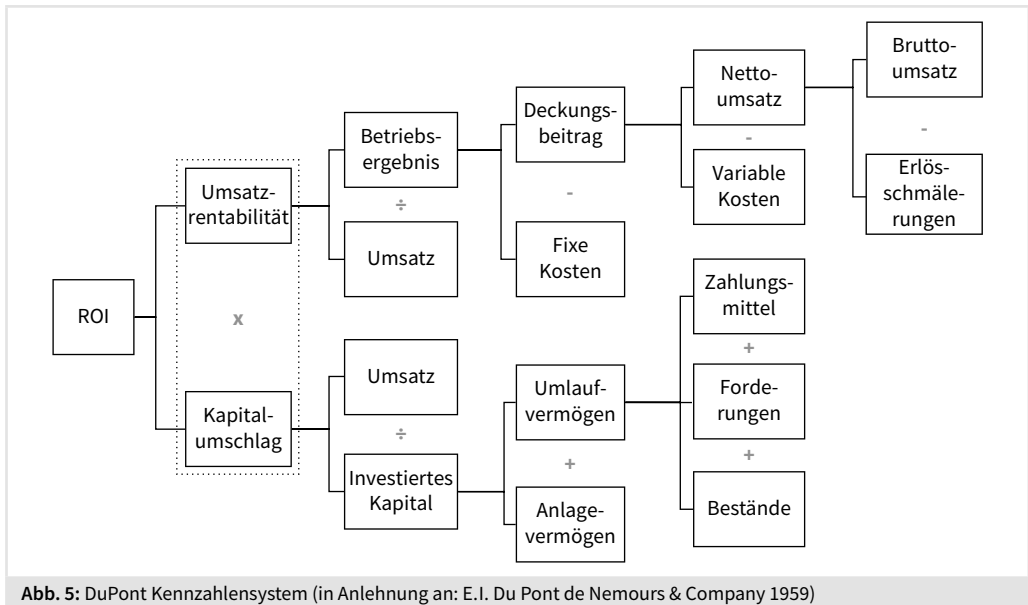 Brutto-
umsatz
Netto-
umsatz
Deckungs-
beitrag
Betriebs-
ergebnis
-
-
Variable
Kosten
Erlös-
schmäle-
rungen
Umsatz-
rentabilität
÷
-
Umsatz
Fixe
Kosten
ROI
x
Zahlungs-
mittel
+
Umsatz
Umlauf-
vermögen
Forde-
rungen
Kapital-
umschlag
÷
+
+
Investiertes
Kapital
Anlage-
vermögen
Bestände
Abb. 5: DuPont Kennzahlensystem (in Anlehnung an: E.I. Du Pont de Nemours & Company 1959)